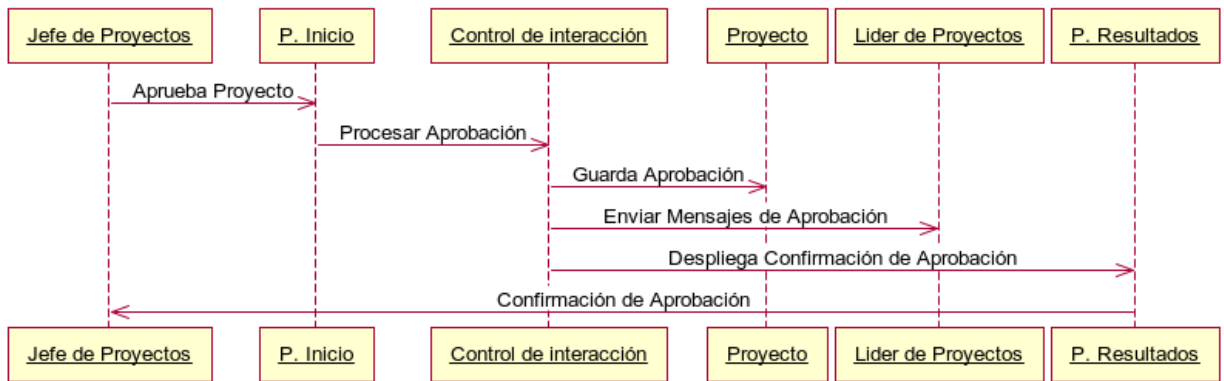 Jefe de Proyectos
P. Inicio
Control de interacción
Proyecto
Lider de Proyectos
P. Resultados
Aprueba Proyecto
Procesar Aprobación
Guarda Aprobación
Enviar Mensajes de Aprobación
Despliega Confirmación de Aprobación
Confirmación de Aprobación
Jefe de Proyectos
P. Inicio
Control de interacción
Proyecto
Lider de Proyectos
P. Resultados